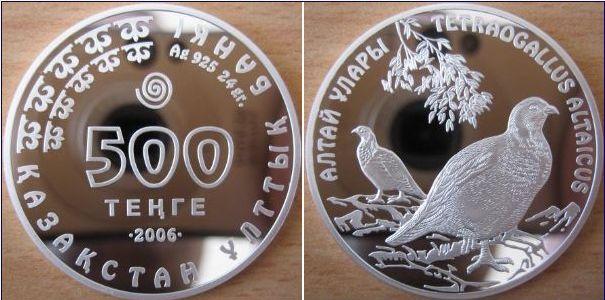 ҚАЗАҚСТАН ҰЛТТЫҚ БАНКІ
Ag 925 24 gr.
500
ТЕҢГЕ
·2006·
АЛТАЙ ҰЛАРЫ
TETRAOGALLUS ALTAICUS